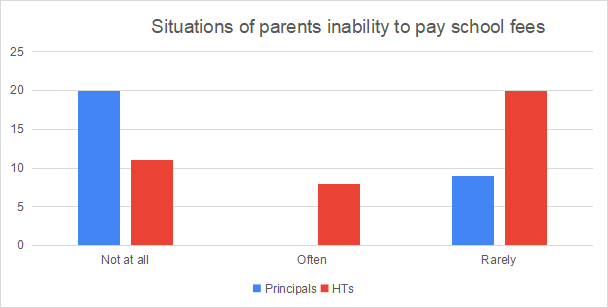 Situations of parents inability to pay school fees
25
20
15
10
5
0
Not at all Often Rarely
Principals HTs